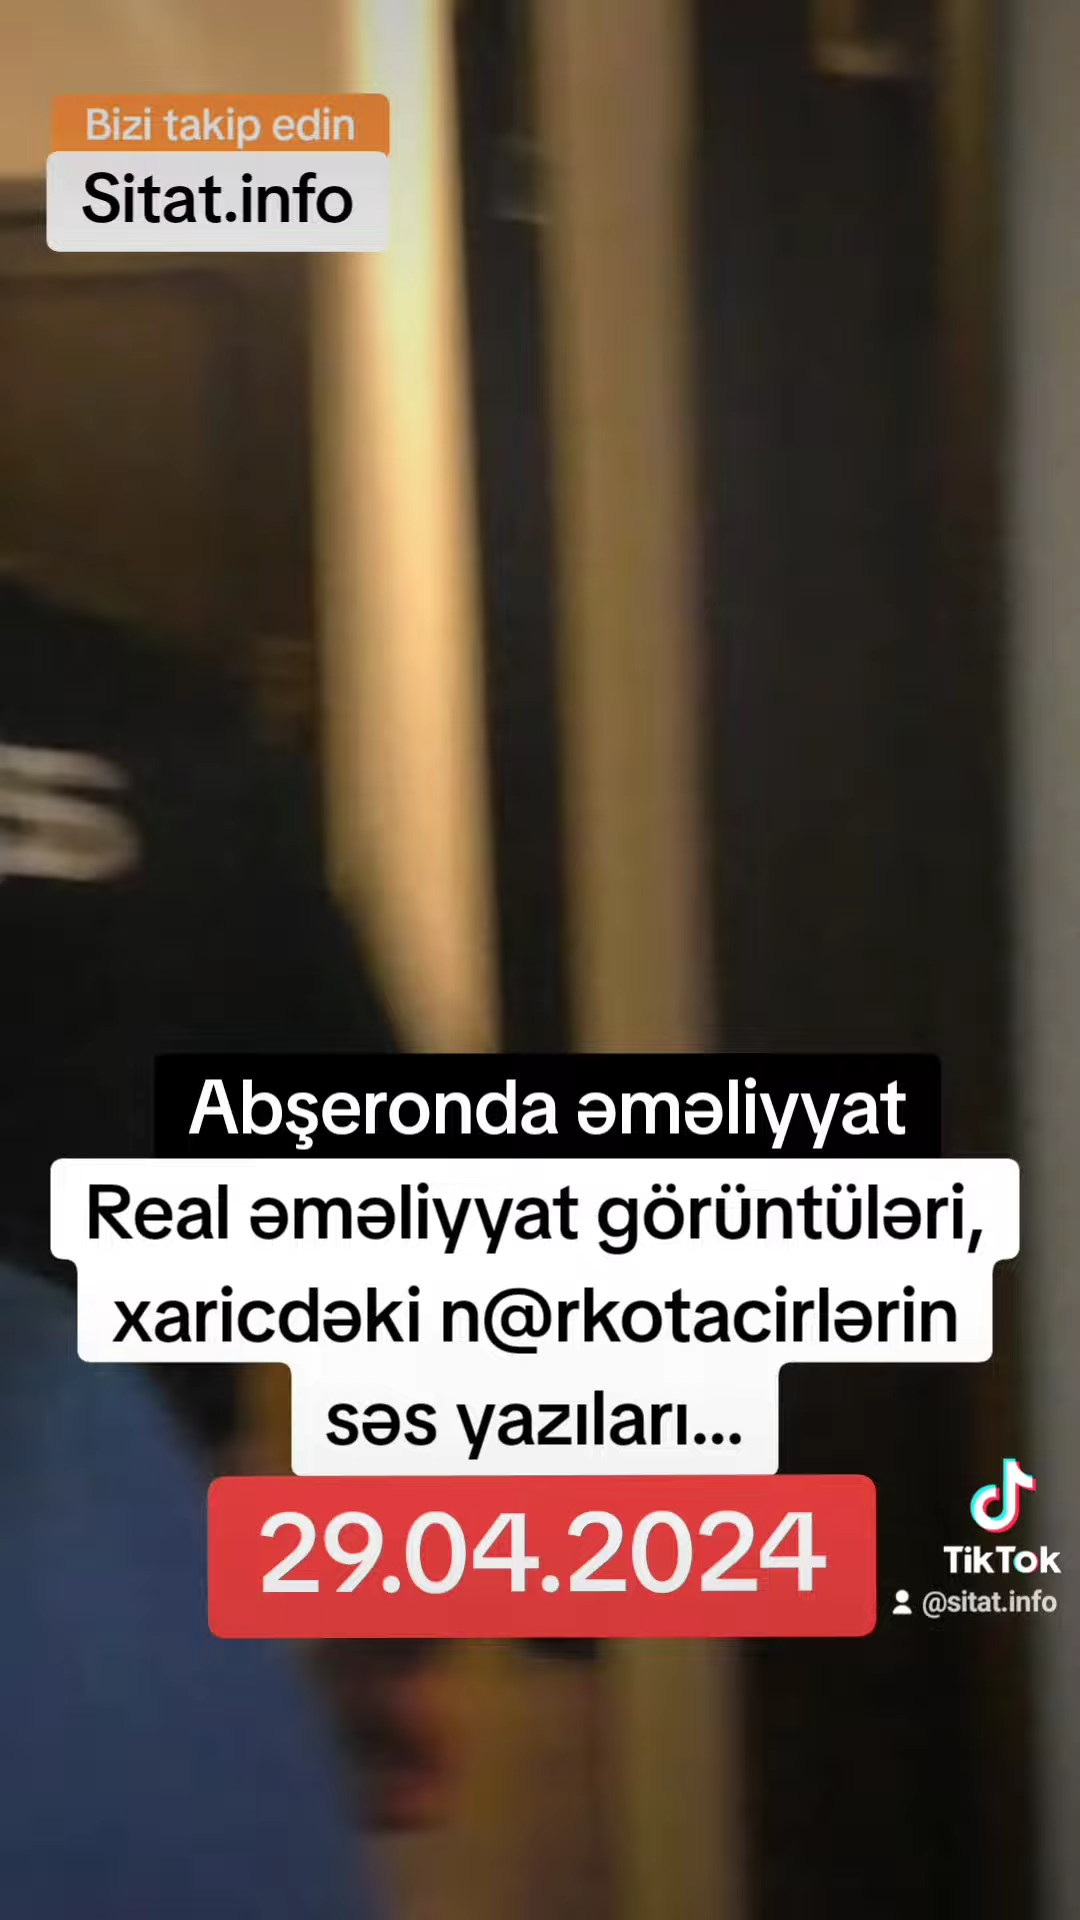 Bizi takip edin
Sitat.info
Abşeronda əməliyyat
Real əməliyyat görüntüləri,
xaricdəki n@rkotacirlərin
səs yazıları...
29.04.2024
TikTok
@sitat.info